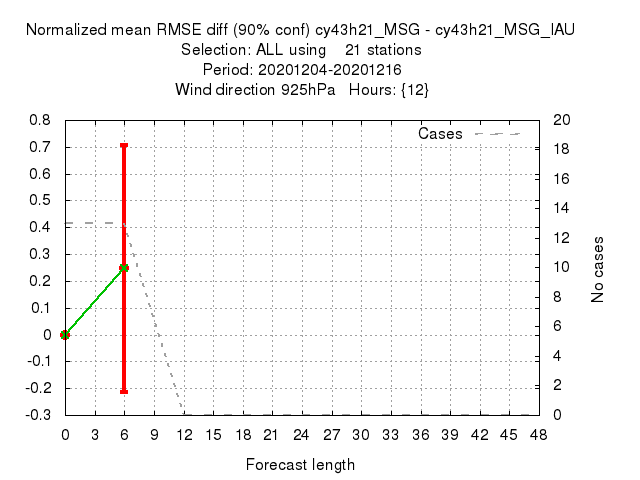 Normalized mean RMSE diff (90% conf) cy43h21_MSG - cy43h21_MSG_IAU
Selection: ALL using    21 stations
Period: 20201204-20201216
Wind direction 925hPa   Hours: {12}
Cases
0.8
0.7
0.6
0.5
0.4
0.3
0.2
0.1
0
-0.1
-0.2
-0.3
20
18
16
14
12
10
8
6
4
2
0
No cases
0 3 6 9 12 15 18 21 24 27 30 33 36 39 42 45 48
Forecast length